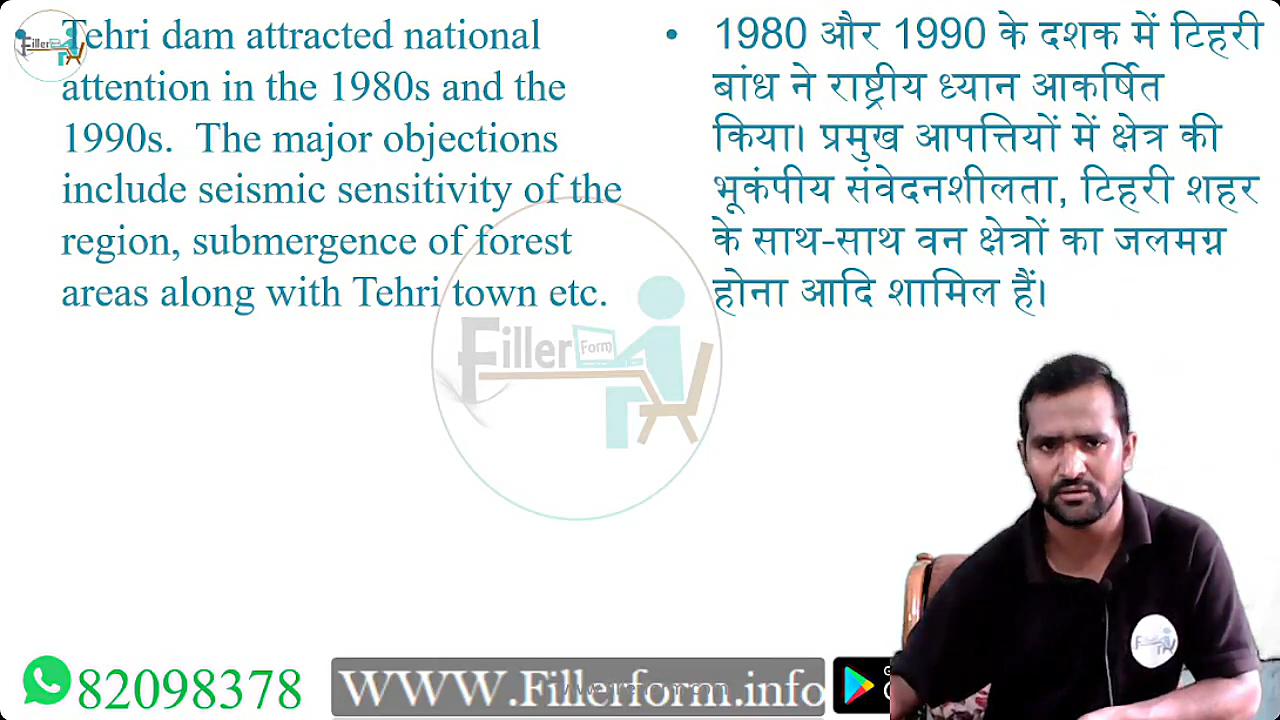 Tehri dam attracted national
attention in the 1980s and the
1990s. The major objections
include seismic sensitivity of the
region, submergence of forest
areas along with Tehri town etc.
• 1980 और 1990 के दशक में टिहरी
बांध ने राष्ट्रीय ध्यान आकर्षित
किया। प्रमुख आपत्तियों में क्षेत्र की
भूकंपीय संवेदनशीलता, टिहरी शहर
के साथ-साथ वन क्षेत्रों का जलमग्न
होना आदि शामिल हैं।
Filler Form
82098378
WWW.Fillerform.info